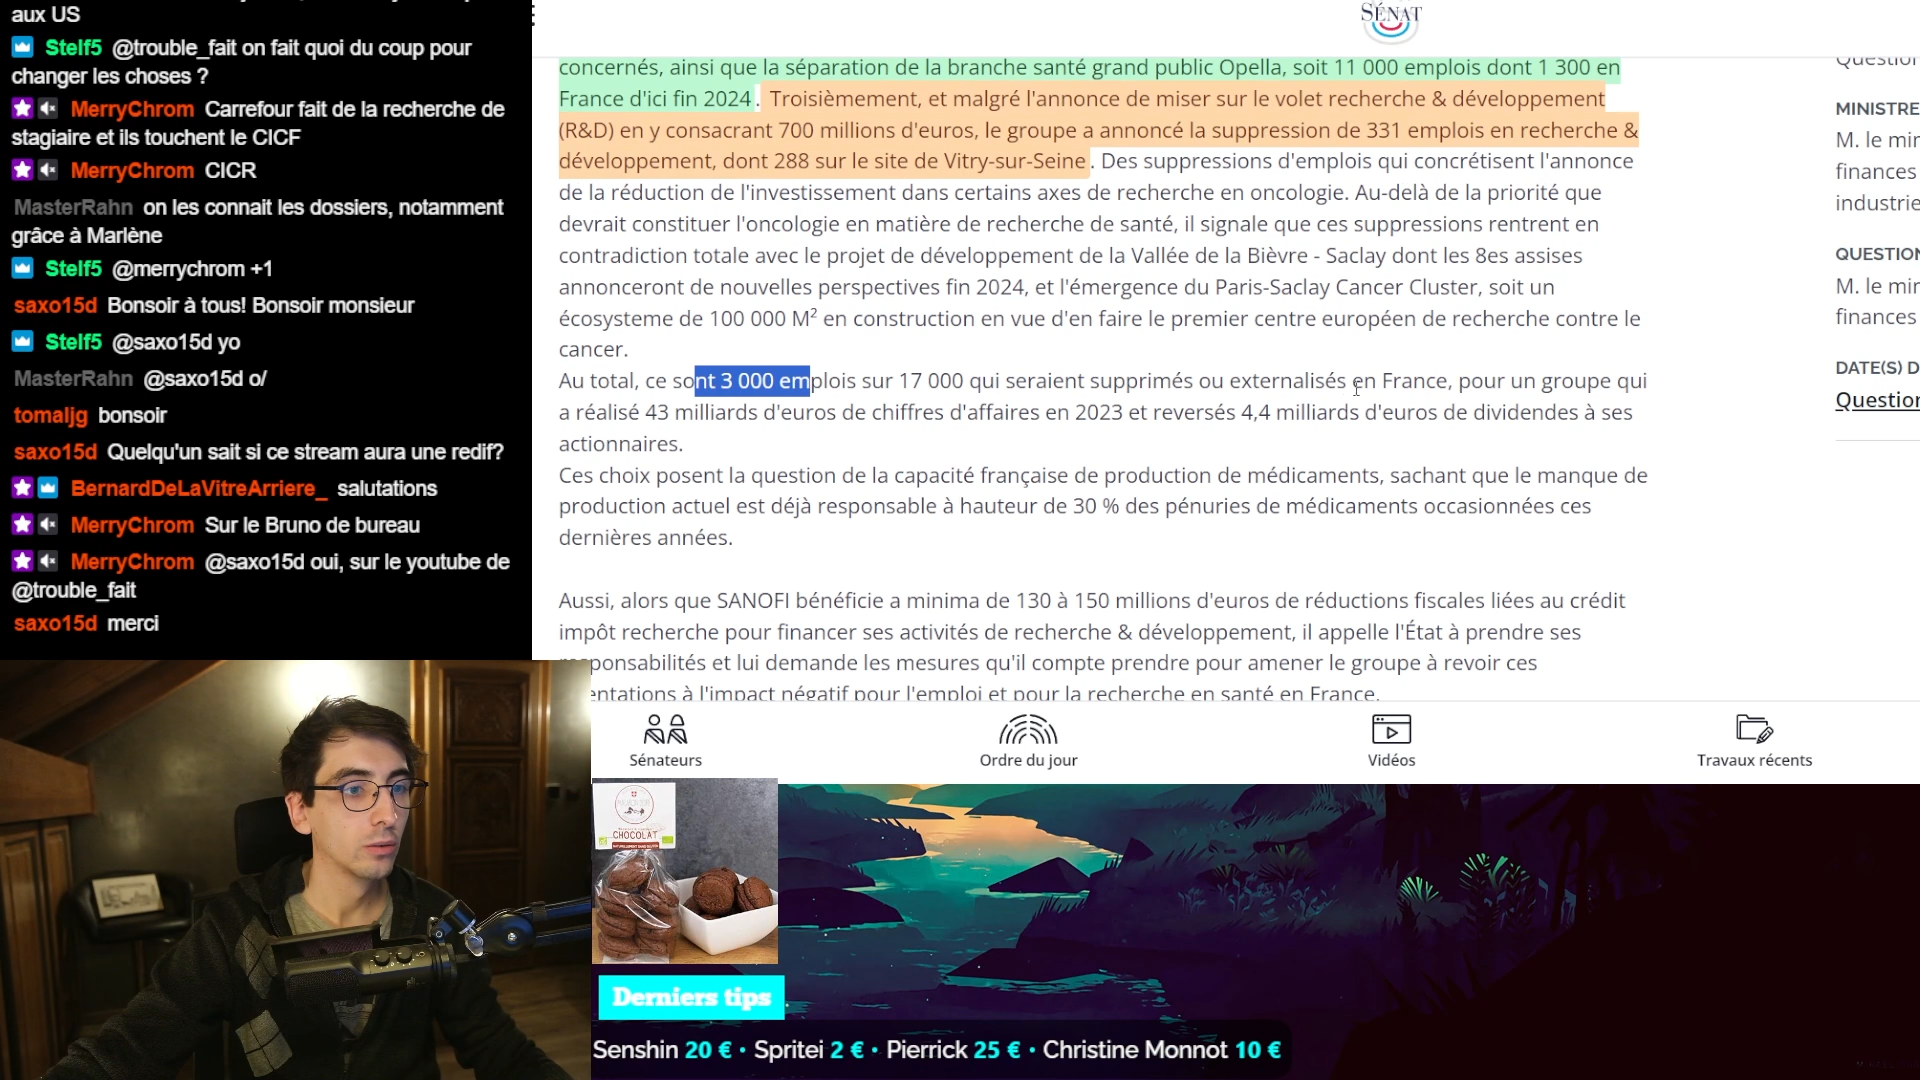 aux US
Stelf5 @trouble_fait on fait quoi du coup pour
changer les choses ?
MerryChrom Carrefour fait de la recherche de
stagiaire et ils touchent le CICF
MerryChrom CICR
MasterRahn on les connait les dossiers, notamment
grâce à Marlène
Stelf5 @merrychrom +1
saxo15d Bonsoir à tous! Bonsoir monsieur
Stelf5 @saxo15d yo
MasterRahn @saxo15d o/
tomaljg bonsoir
saxo15d Quelqu'un sait si ce stream aura une redif?
BernardDeLaVitreArriere_ salutations
MerryChrom Sur le Bruno de bureau
MerryChrom @saxo15d oui, sur le youtube de
@trouble_fait
saxo15d merci
SÉNAT
concernés, ainsi que la séparation de la branche santé grand public Opella, soit 11 000 emplois dont 1 300 en
France d'ici fin 2024. Troisièmement, et malgré l'annonce de miser sur le volet recherche & développement
(R&D) en y consacrant 700 millions d'euros, le groupe a annoncé la suppression de 331 emplois en recherche &
développement, dont 288 sur le site de Vitry-sur-Seine. Des suppressions d'emplois qui concrétisent l'annonce
de la réduction de l'investissement dans certains axes de recherche en oncologie. Au-delà de la priorité que
devrait constituer l'oncologie en matière de recherche de santé, il signale que ces suppressions rentrent en
contradiction totale avec le projet de développement de la Vallée de la Bièvre - Saclay dont les 8es assises
annonceront de nouvelles perspectives fin 2024, et l'émergence du Paris-Saclay Cancer Cluster, soit un
écosysteme de 100 000 M² en construction en vue d'en faire le premier centre européen de recherche contre le
cancer.
Au total, ce sont 3 000 emplois sur 17 000 qui seraient supprimés ou externalisés en France, pour un groupe qui
a réalisé 43 milliards d'euros de chiffres d'affaires en 2023 et reversés 4,4 milliards d'euros de dividendes à ses
actionnaires.
Ces choix posent la question de la capacité française de production de médicaments, sachant que le manque de
production actuel est déjà responsable à hauteur de 30 % des pénuries de médicaments occasionnées ces
dernières années.
Aussi, alors que SANOFI bénéficie a minima de 130 à 150 millions d'euros de réductions fiscales liées au crédit
impôt recherche pour financer ses activités de recherche & développement, il appelle l'État à prendre ses
sponsabilités et lui demande les mesures qu'il compte prendre pour amener le groupe à revoir ces
entations à l'impact négatif pour l'emploi et pour la recherche en santé en France.
Question
MINISTRE
M. le min
finances
industrie
QUESTION
M. le min
finances
DATE(S) D
Question
Sénateurs
Ordre du jour
Vidéos
Travaux récents
CHOCOLAT
Derniers tips
Senshin 20 € • Spritei 2 € • Pierrick 25 € • Christine Monnot 10 €